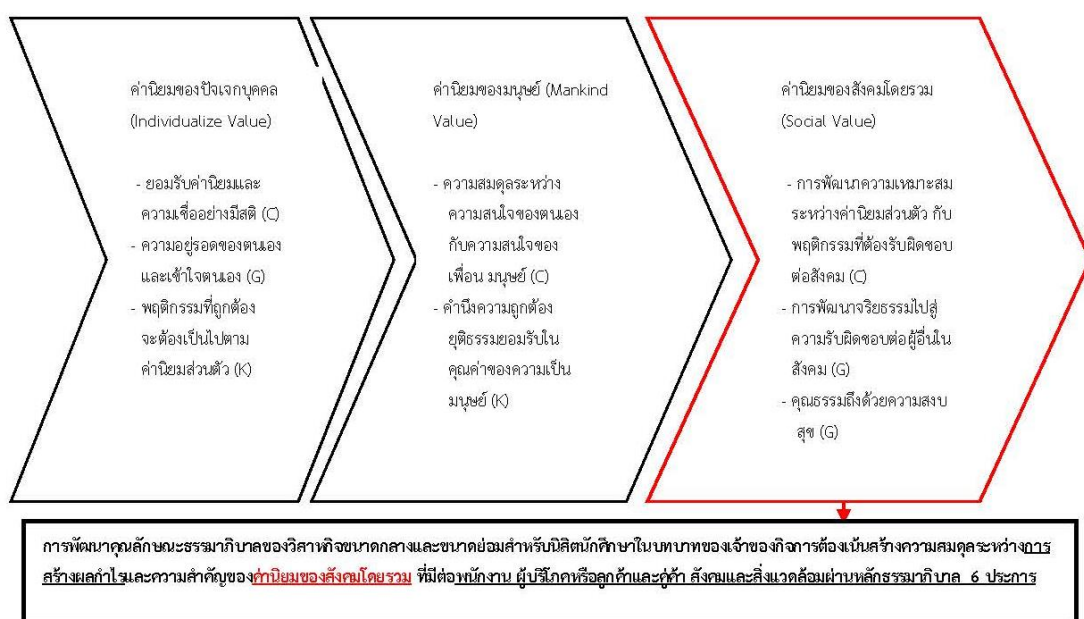 ค่านิยมของปัจเจกบุคคล
(Individualize Value)
- ยอมรับค่านิยมและ
ความเชื่ออย่างมีสติ (C)
- ความอยู่รอดของตนเอง
และเข้าใจตนเอง (G)
- พฤติกรรมที่ถูกต้อง
จะต้องเป็นไปตาม
ค่านิยมส่วนตัว (K)
ค่านิยมของมนุษย์ (Mankind
Value)
- ความสมดุลระหว่าง
ความสนใจของตนเอง
กับความสนใจของ
เพื่อน มนุษย์ (C)
- คำนึงความถูกต้อง
ยุติธรรมยอมรับใน
คุณค่าของความเป็น
มนุษย์ (K)
ค่านิยมของสังคมโดยรวม
(Social Value)
- การพัฒนาความเหมาะสม
ระหว่างค่านิยมส่วนตัว กับ
พฤติกรรมที่ต้องรับผิดชอบ
ต่อสังคม (C)
- การพัฒนาจริยธรรมไปสู่
ความรับผิดชอบต่อผู้อื่นใน
สังคม (G)
- คุณธรรมถึงด้วยความสงบ
สุข (G)
การพัฒนาคุณลักษณะธรรมาภิบาลของวิสาหกิจขนาดกลางและขนาดย่อมสำหรับนิสิตนักศึกษาในบทบาทของเจ้าของกิจการต้องเน้นสร้างความสมดุลระหว่างการ
สร้างผลกำไรและความสำคัญของค่านิยมของสังคมโดยรวม ที่มีต่อพนักงาน ผู้บริโภคหรือลูกค้าและคู่ค้า สังคมและสิ่งแวดล้อมผ่านหลักธรรมาภิบาล 6 ประการ